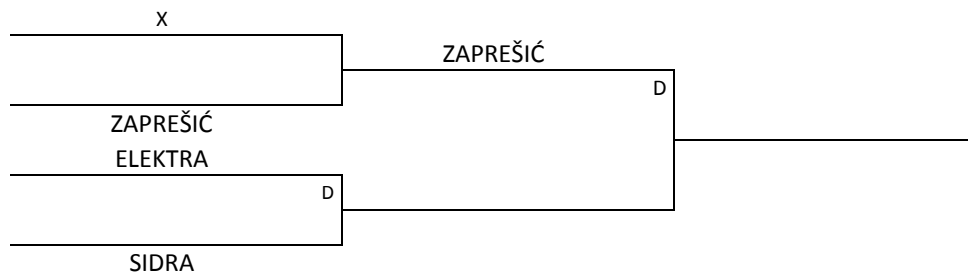 X
ZAPREŠIĆ
D
ZAPREŠIĆ
ELEKTRA
D
SIDRA